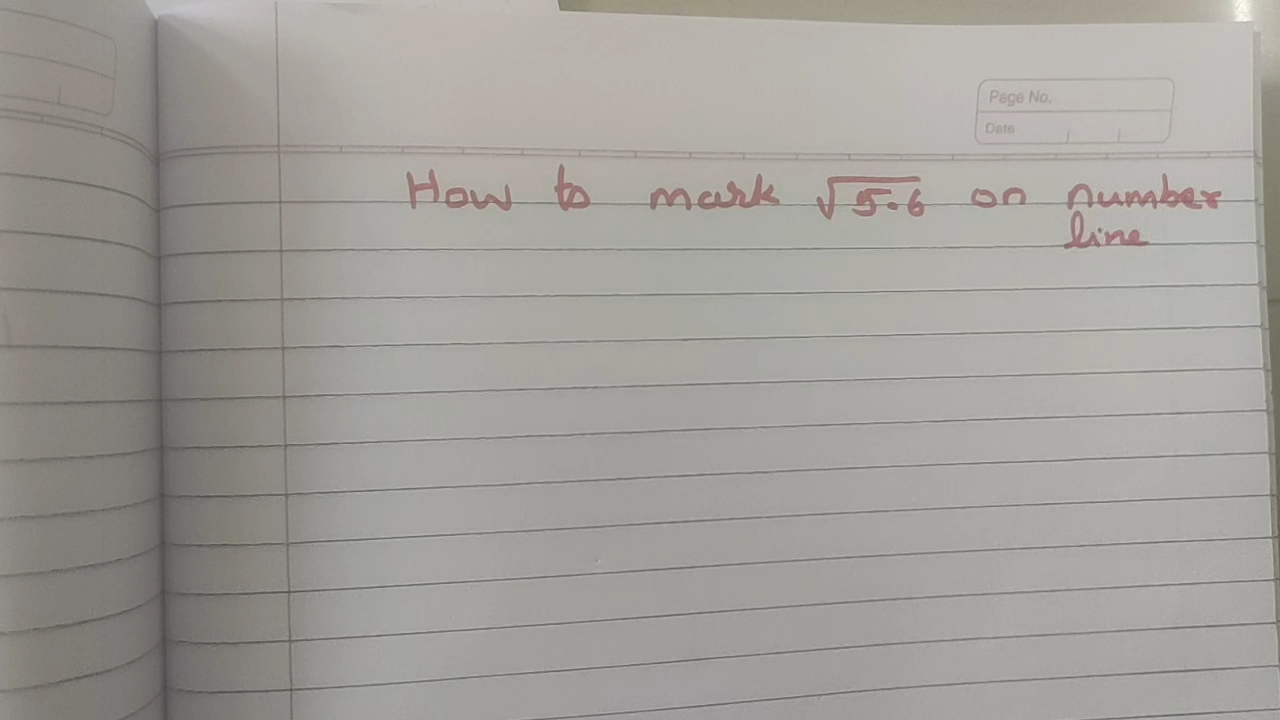 Page No.
Date
How to mark √5.6 on number
line